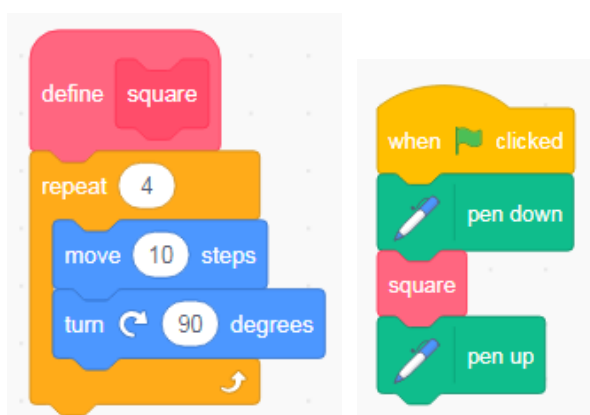 define square
repeat 4
move 10 steps
turn 90 degrees
when clicked
pen down
square
pen up